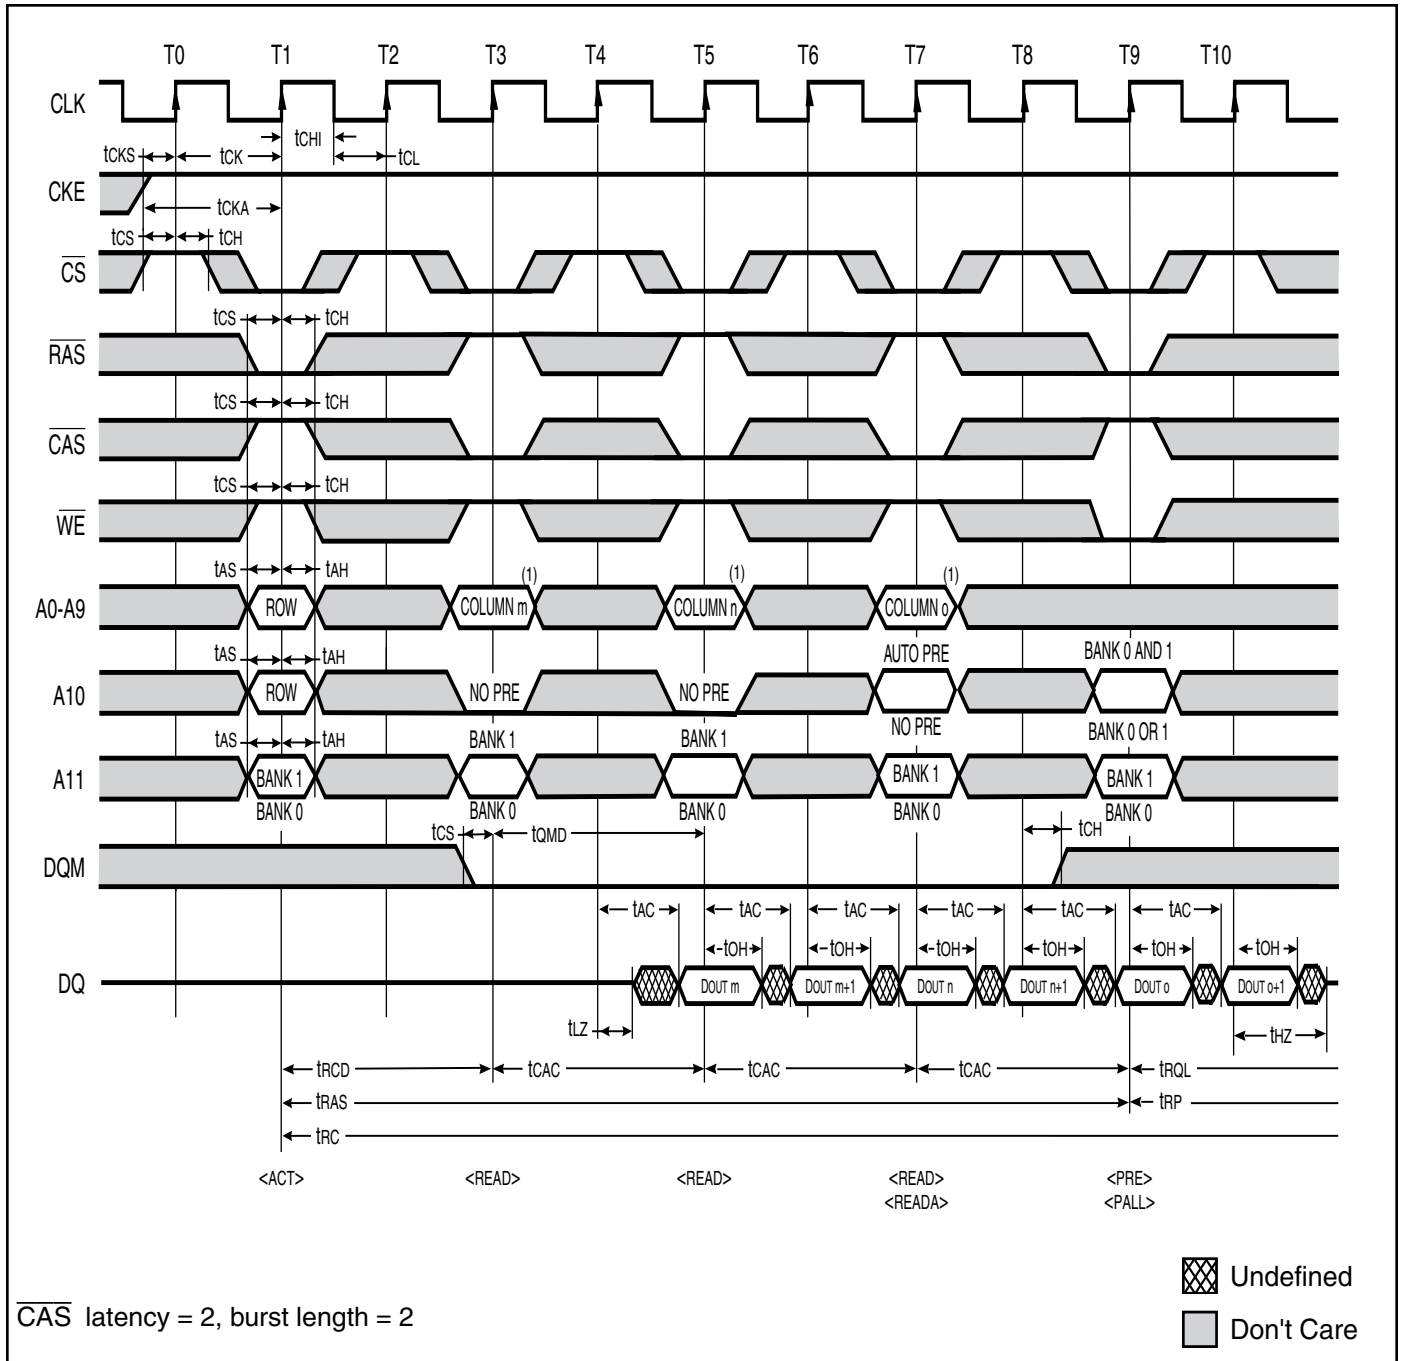 T0 T1 T2 T3 T4 T5 T6 T7 T8 T9 T10
CLK
tCHI
tCKS tCK tCL
CKE
tCKA
tCS tCH
CS
tCS tCH
RAS
tCS tCH
CAS
tCS tCH
WE
tAS tAH (1) (1) (1)
A0-A9 ROW COLUMN m COLUMN n COLUMN o
tAS tAH AUTO PRE BANK 0 AND 1
A10 ROW NO PRE NO PRE
NO PRE BANK 0 OR 1
tAS tAH BANK 1 BANK 1
A11 BANK 1 BANK 1 BANK 1
BANK 0 BANK 0 BANK 0 BANK 0 BANK 0
tCS tQMD tCH
DQM
tAC tAC tAC tAC tAC tAC
tOH tOH tOH tOH tOH tOH
DQ DOUT m DOUT m+1 DOUT n DOUT n+1 DOUT o DOUT o+1
tLZ tHZ
tRCD tCAC tCAC tCAC tRQL
tRAS tRP
tRC
<ACT> <READ> <READ> <READ> <PRE>
<READA> <PALL>
Undefined
CAS latency = 2, burst length = 2
Don't Care